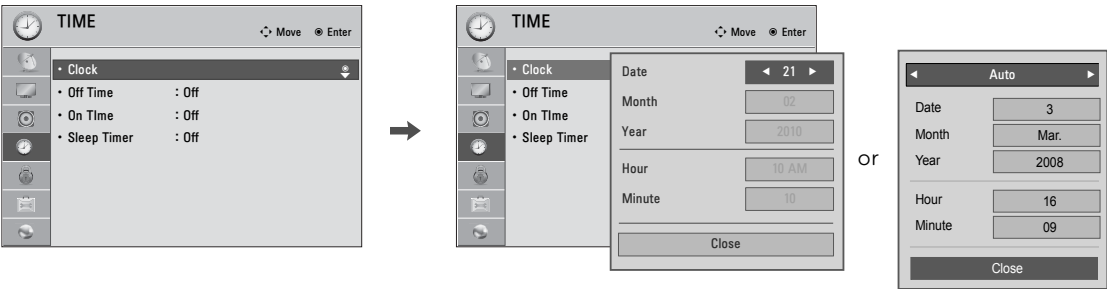 TIME
Move Enter
• Clock
• Off Time : Off
• On TIme : Off
• Sleep Timer : Off
TIME
Move Enter
• Clock
• Off Time
• On TIme
• Sleep Timer
Date ◄ 21 ►
Month 02
Year 2010
Hour 10 AM
Minute 10
Close
or
◄ Auto ►
Date 3
Month Mar.
Year 2008
Hour 16
Minute 09
Close